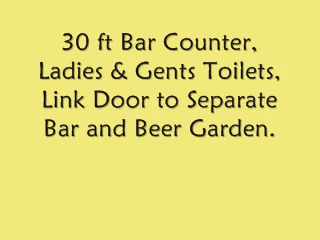 30 ft Bar Counter,
Ladies & Gents Toilets,
Link Door to Separate
Bar and Beer Garden.